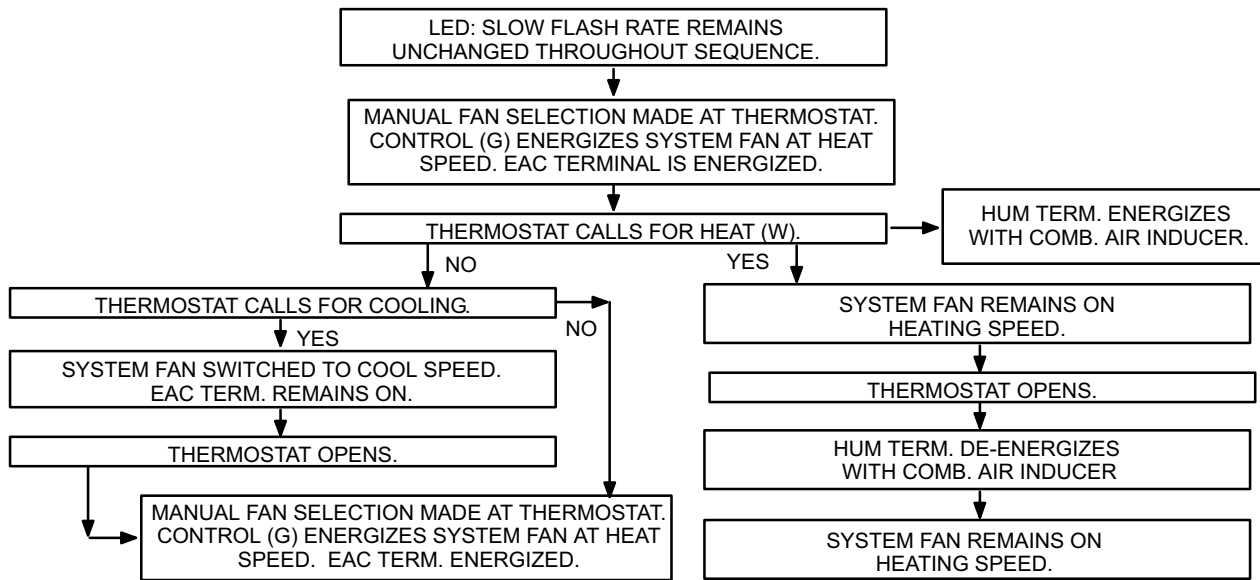 LED: SLOW FLASH RATE REMAINS
UNCHANGED THROUGHOUT SEQUENCE.
MANUAL FAN SELECTION MADE AT THERMOSTAT.
CONTROL (G) ENERGIZES SYSTEM FAN AT HEAT
SPEED. EAC TERMINAL IS ENERGIZED.
THERMOSTAT CALLS FOR HEAT (W).
HUM TERM. ENERGIZES
WITH COMB. AIR INDUCER.
NO
YES
THERMOSTAT CALLS FOR COOLING.
NO
YES
SYSTEM FAN SWITCHED TO COOL SPEED.
EAC TERM. REMAINS ON.
THERMOSTAT OPENS.
MANUAL FAN SELECTION MADE AT THERMOSTAT.
CONTROL (G) ENERGIZES SYSTEM FAN AT HEAT
SPEED. EAC TERM. ENERGIZED.
SYSTEM FAN REMAINS ON
HEATING SPEED.
THERMOSTAT OPENS.
HUM TERM. DE-ENERGIZES
WITH COMB. AIR INDUCER
SYSTEM FAN REMAINS ON
HEATING SPEED.